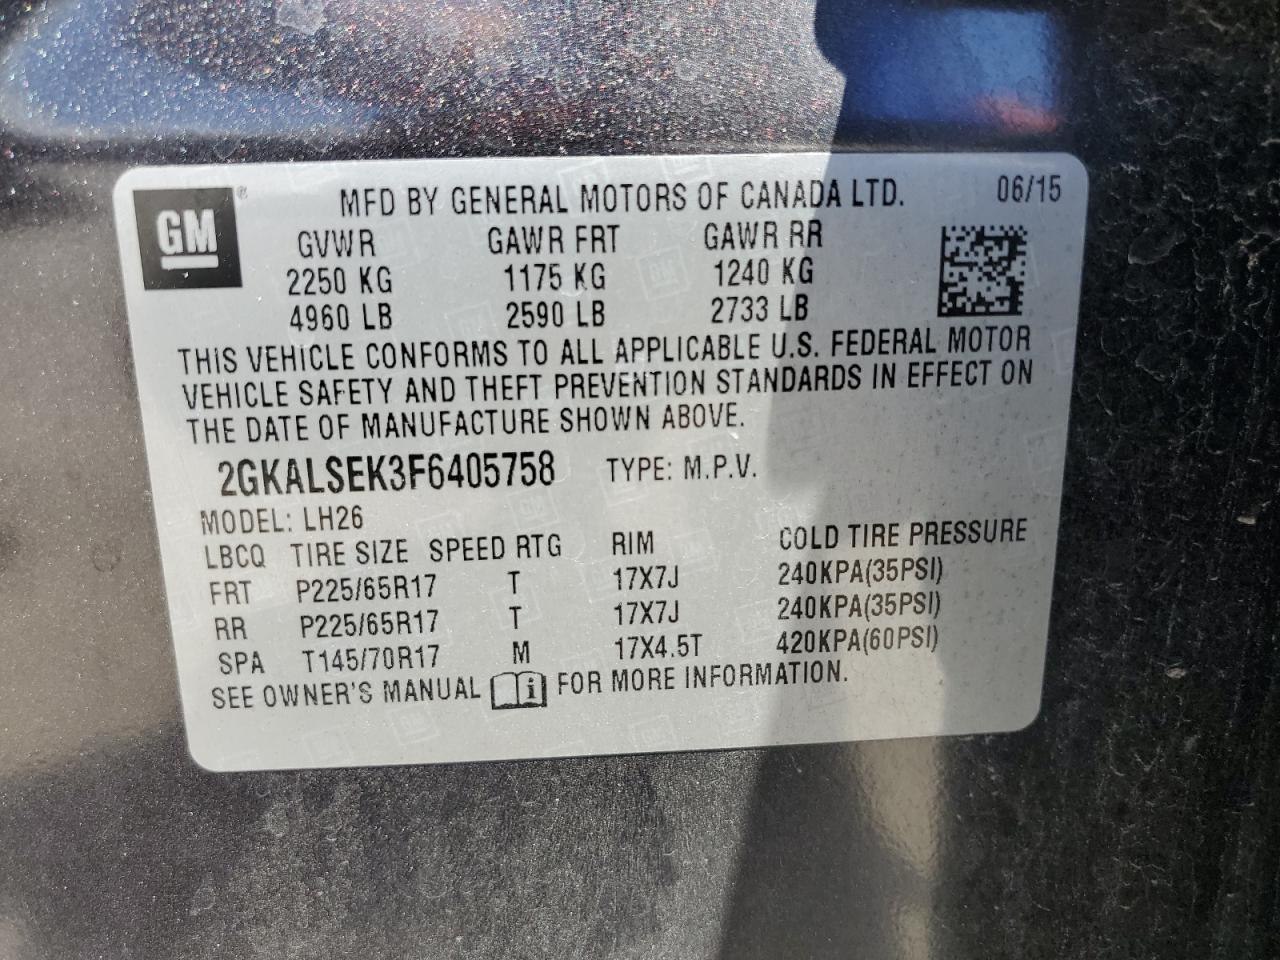 GM ® MFD BY GENERAL MOTORS OF CANADA LTD. 06/15
GVWR GAWR FRT GAWR RR
2250 KG 1175 KG 1240 KG
4960 LB 2590 LB 2733 LB
THIS VEHICLE CONFORMS TO ALL APPLICABLE U.S. FEDERAL MOTOR
VEHICLE SAFETY AND THEFT PREVENTION STANDARDS IN EFFECT ON
THE DATE OF MANUFACTURE SHOWN ABOVE.
2GKALSEK3F6405758 TYPE: M.P.V.
MODEL: LH26
LBCQ TIRE SIZE SPEED RTG RIM COLD TIRE PRESSURE
FRT P225/65R17 T 17X7J 240KPA(35PSI)
RR P225/65R17 T 17X7J 240KPA(35PSI)
SPA T145/70R17 M 17X4.5T 420KPA(60PSI)
SEE OWNER'S MANUAL i FOR MORE INFORMATION.